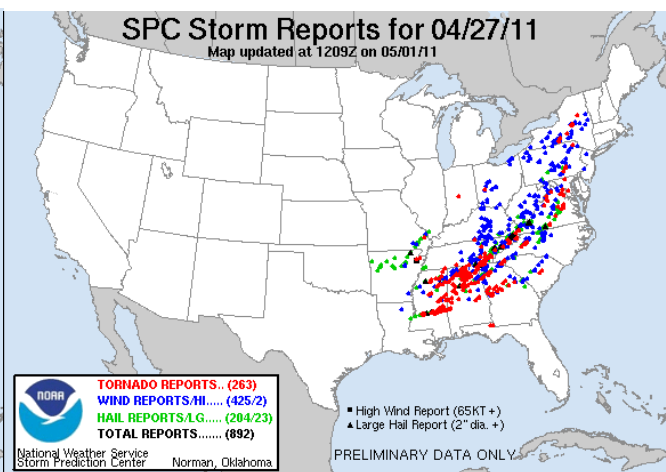 SPC Storm Reports for 04/27/11
Map updated at 1209Z on 05/01/11
TORNADO REPORTS.. (263)
WIND REPORTS/HI..... (425/2)
HAIL REPORTS/LG..... (204/23)
TOTAL REPORTS....... (892)
NOAA
National Weather Service
Storm Prediction Center Norman, Oklahoma
High Wind Report (65KT +)
Large Hail Report (2" dia. +)
PRELIMINARY DATA ONLY